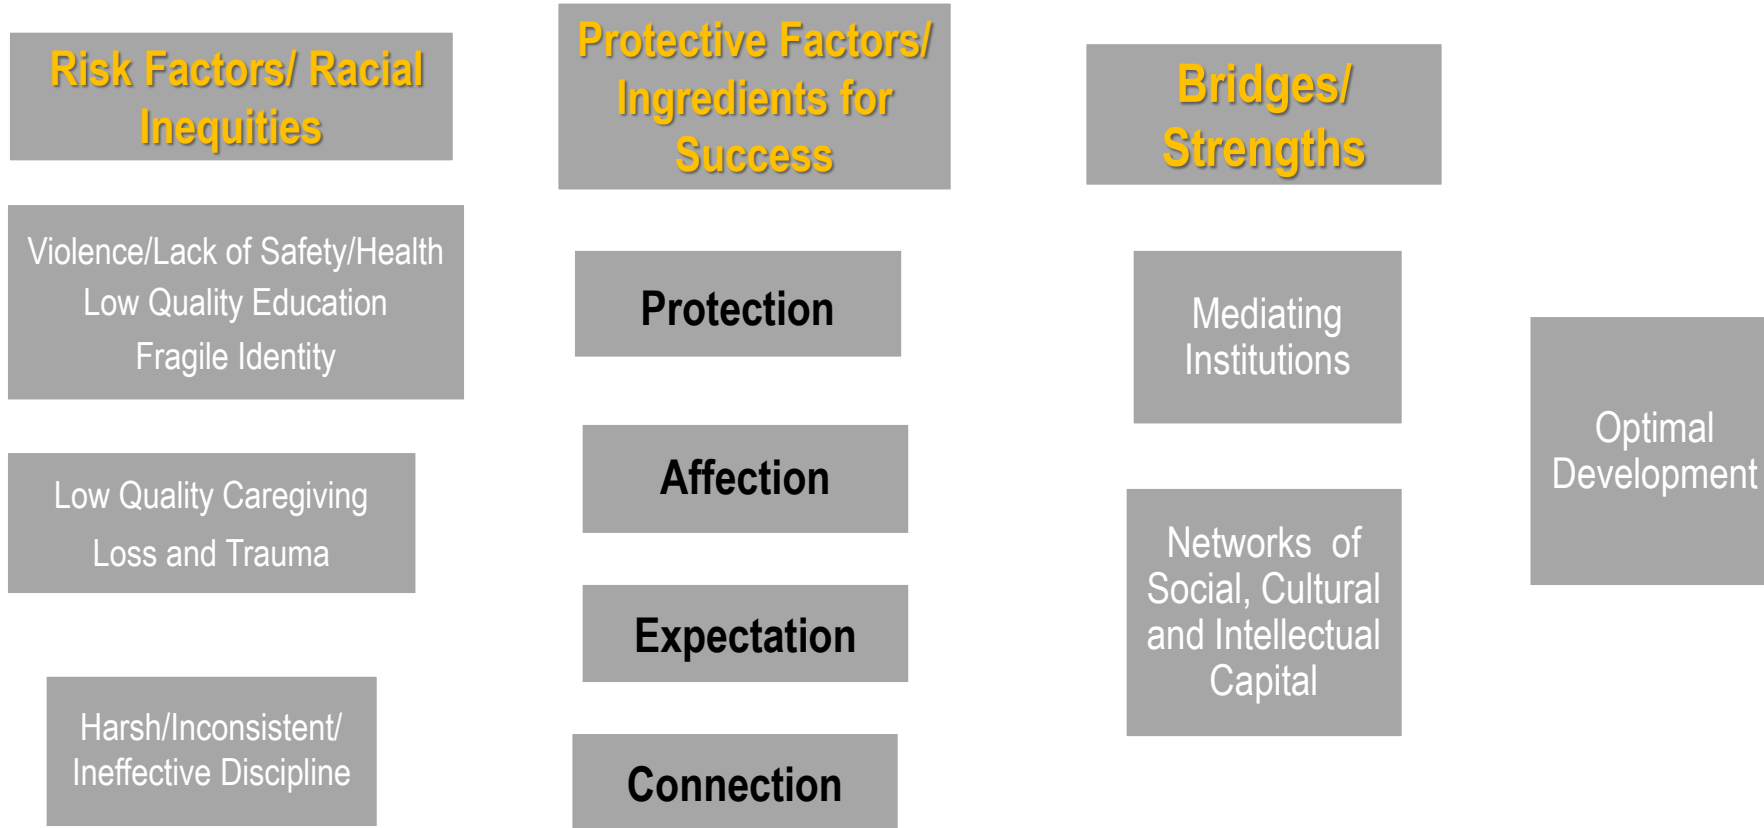 Risk Factors/ Racial
Inequities
Violence/Lack of Safety/Health
Low Quality Education
Fragile Identity
Low Quality Caregiving
Loss and Trauma
Harsh/Inconsistent/
Ineffective Discipline
Protective Factors/
Ingredients for
Success
Protection
Affection
Expectation
Connection
Bridges/
Strengths
Mediating
Institutions
Networks of
Social, Cultural
and Intellectual
Capital
Optimal
Development